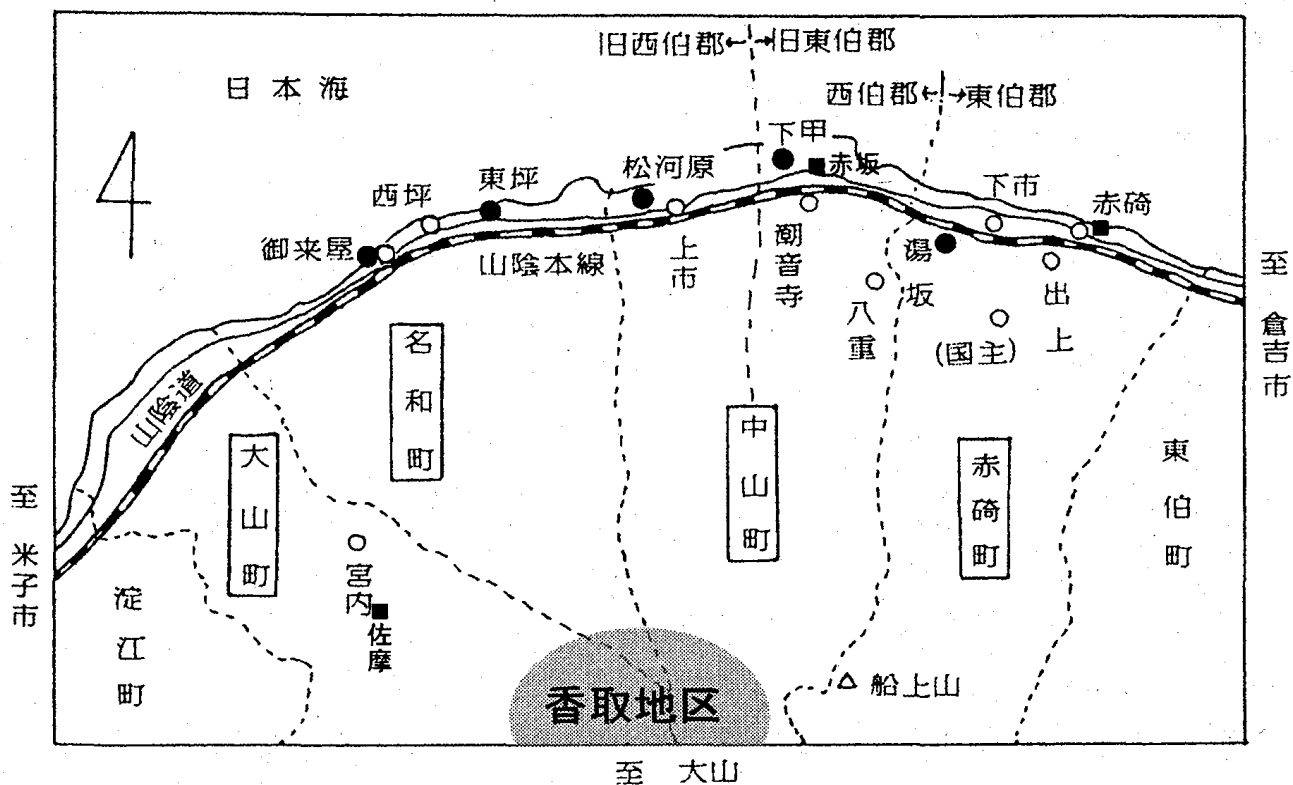 旧西伯郡←→旧東伯郡
日本海
西伯郡←→東伯郡
下甲
赤坂
松河原
東坪
西坪
下市
赤碕
御来屋
山陰本線
上市
潮音寺
湯坂
八重
出上
(国主)
至 倉吉市
名和町
山陰道
大山町
中山町
赤碕町
東伯町
至 米子市
宮内
佐摩
淀江町
香取地区
船上山
至 大山